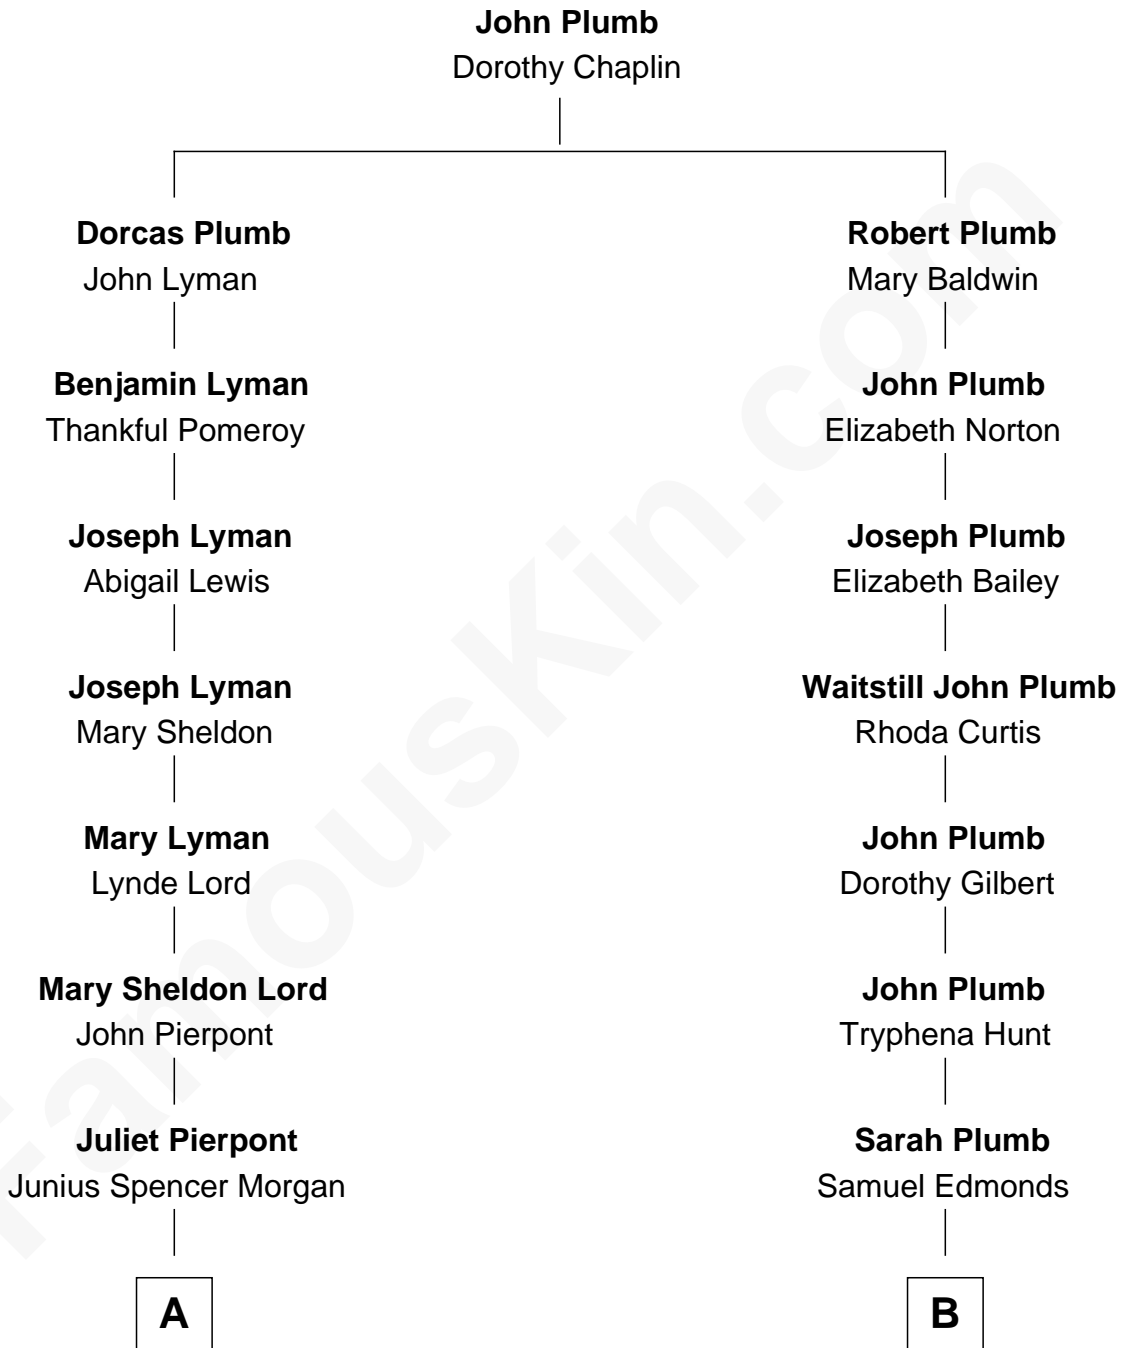 John Plumb
Dorothy Chaplin
Dorcas Plumb
John Lyman
Robert Plumb
Mary Baldwin
Benjamin Lyman
Thankful Pomeroy
John Plumb
Elizabeth Norton
Joseph Lyman
Abigail Lewis
Joseph Plumb
Elizabeth Bailey
Joseph Lyman
Mary Sheldon
Waitstill John Plumb
Rhoda Curtis
Mary Lyman
Lynde Lord
John Plumb
Dorothy Gilbert
Mary Sheldon Lord
John Pierpont
John Plumb
Tryphena Hunt
Juliet Pierpont
Junius Spencer Morgan
Sarah Plumb
Samuel Edmonds
A
B
FamousKin.com